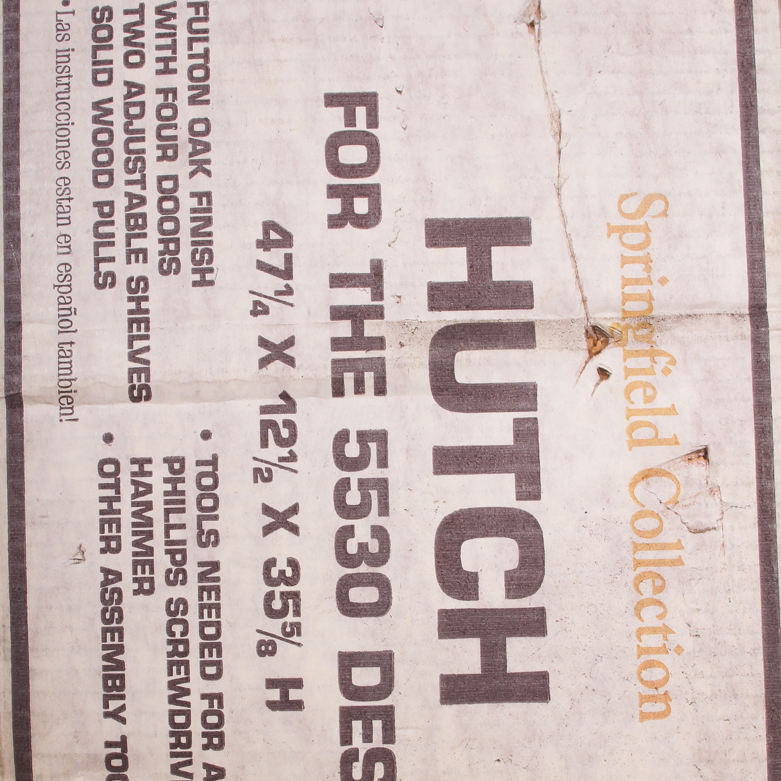 Springfield Collection
HUTCH
FOR THE 5530 DES
47¼ X 12½ X 35⅝ H
FULTON OAK FINISH
WITH FOUR DOORS
TWO ADJUSTABLE SHELVES
SOLID WOOD PULLS
• Las instrucciones estan en español tambien!
• TOOLS NEEDED FOR A
PHILLIPS SCREWDRIV
HAMMER
• OTHER ASSEMBLY TOO